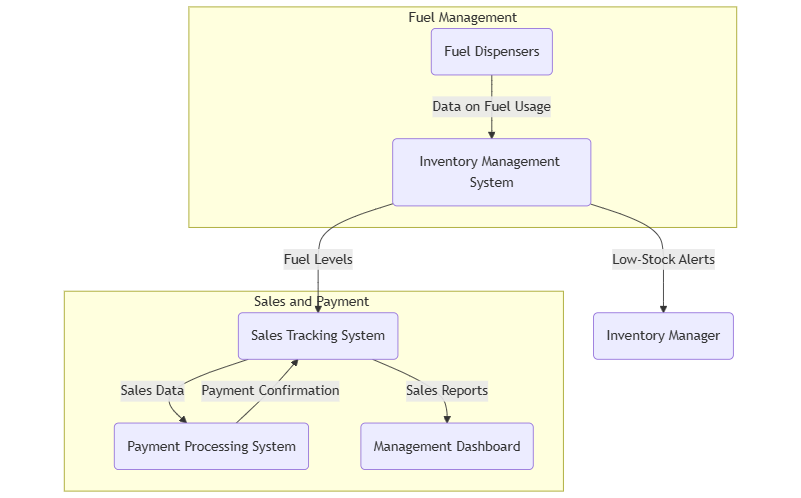 Fuel Management
Fuel Dispensers
Data on Fuel Usage
Inventory Management
System
Fuel Levels
Low-Stock Alerts
Sales and Payment
Sales Tracking System
Inventory Manager
Sales Data
Payment Confirmation
Sales Reports
Payment Processing System
Management Dashboard